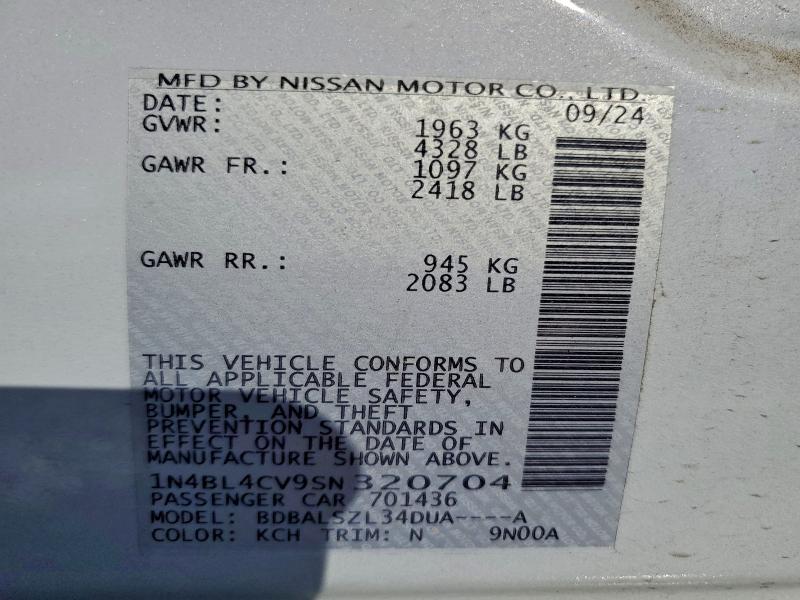 MFD BY NISSAN MOTOR CO., LTD.
DATE: 09/24
GVWR: 1963 KG
4328 LB
GAWR FR.: 1097 KG
2418 LB
GAWR RR.: 945 KG
2083 LB
THIS VEHICLE CONFORMS TO
ALL APPLICABLE FEDERAL
MOTOR VEHICLE SAFETY,
BUMPER, AND THEFT
PREVENTION STANDARDS IN
EFFECT ON THE DATE OF
MANUFACTURE SHOWN ABOVE.
1N4BL4CV9SN320704
PASSENGER CAR 701436
MODEL: BDBALSZL34DUA----A
COLOR: KCH TRIM: N 9N00A